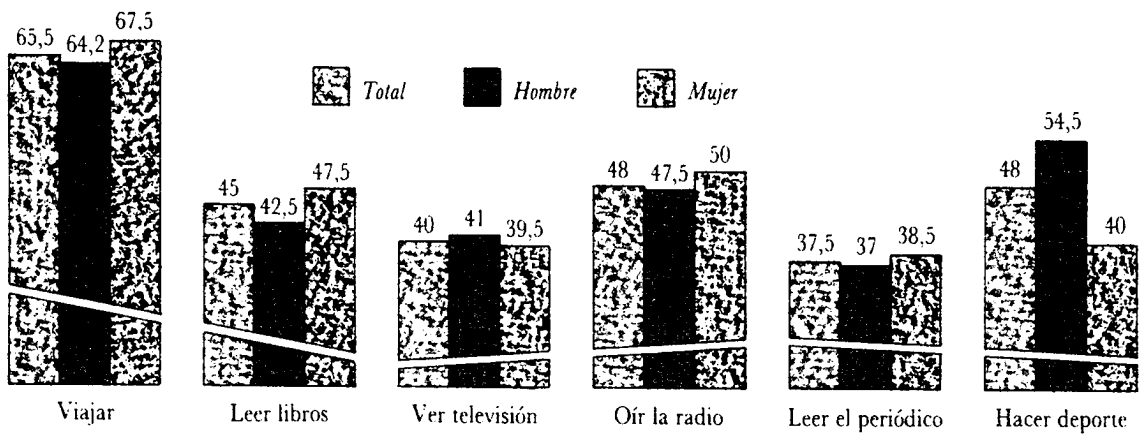 65,5 64,2 67,5
Total Hombre Mujer
45 42,5 47,5
40 41 39,5
48 47,5 50
37,5 37 38,5
48 54,5 40
Viajar Leer libros Ver televisión Oír la radio Leer el periódico Hacer deporte